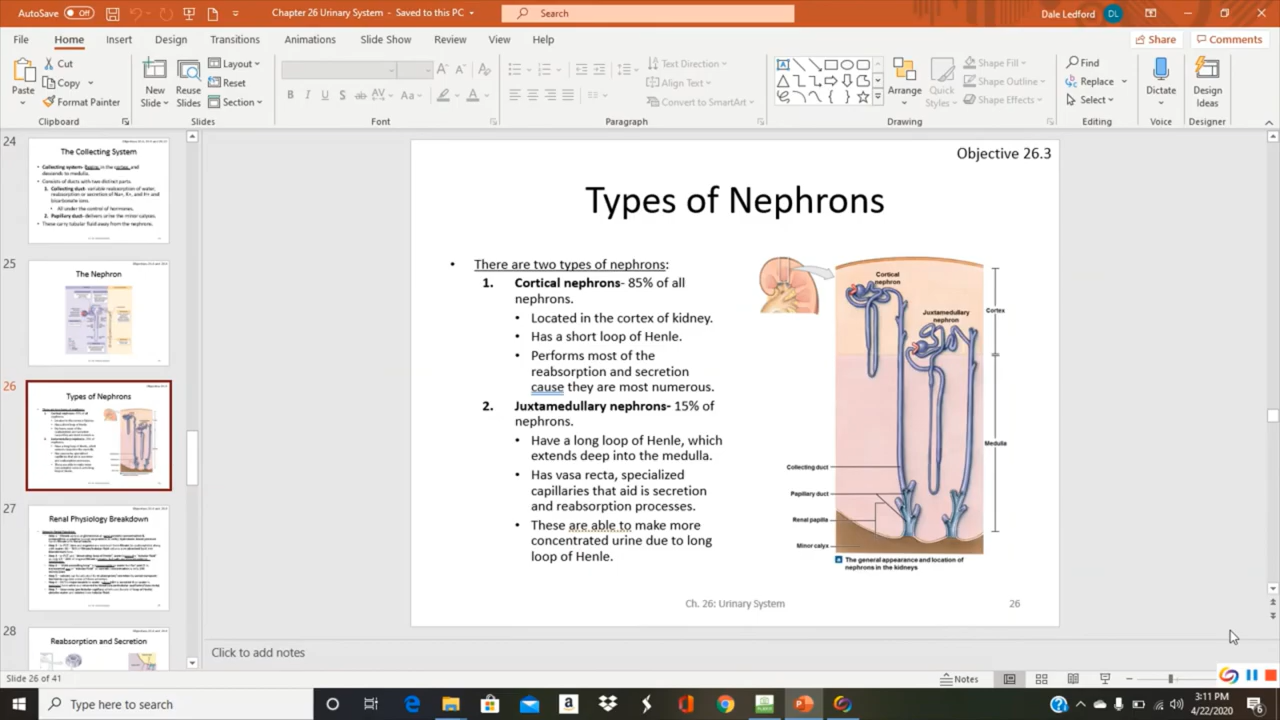 AutoSave Off
Chapter 26 Urinary System - Saved to this PC
Search
Dale Ledford DL
File Home Insert Design Transitions Animations Slide Show Review View Help
Share Comments
Paste
Cut
Copy
Format Painter
Clipboard
New Slide
Reuse Slides
Layout
Reset
Section
Slides
Font
Text Direction
Align Text
Convert to SmartArt
Paragraph
Arrange
Quick Styles
Shape Fill
Shape Outline
Shape Effects
Drawing
Find
Replace
Select
Editing
Dictate
Voice
Design Ideas
Designer
24
The Collecting System
25
The Nephron
26
Types of Nephrons
27
Renal Physiology Breakdown
28
Reabsorption and Secretion
Objective 26.3
Types of Nephrons
• There are two types of nephrons:
1. Cortical nephrons- 85% of all
nephrons.
• Located in the cortex of kidney.
• Has a short loop of Henle.
• Performs most of the
reabsorption and secretion
cause they are most numerous.
2. Juxtamedullary nephrons- 15% of
nephrons.
• Have a long loop of Henle, which
extends deep into the medulla.
• Has vasa recta, specialized
capillaries that aid is secretion
and reabsorption processes.
• These are able to make more
concentrated urine due to long
loop of Henle.
Cortical
nephron
Juxtamedullary
nephron
Cortex
Medulla
Collecting duct
Papillary duct
Renal papilla
Minor calyx
a The general appearance and location of
nephrons in the kidneys
Ch. 26: Urinary System
26
Click to add notes
Slide 26 of 41
Notes
Type here to search
3:11 PM
4/22/2020